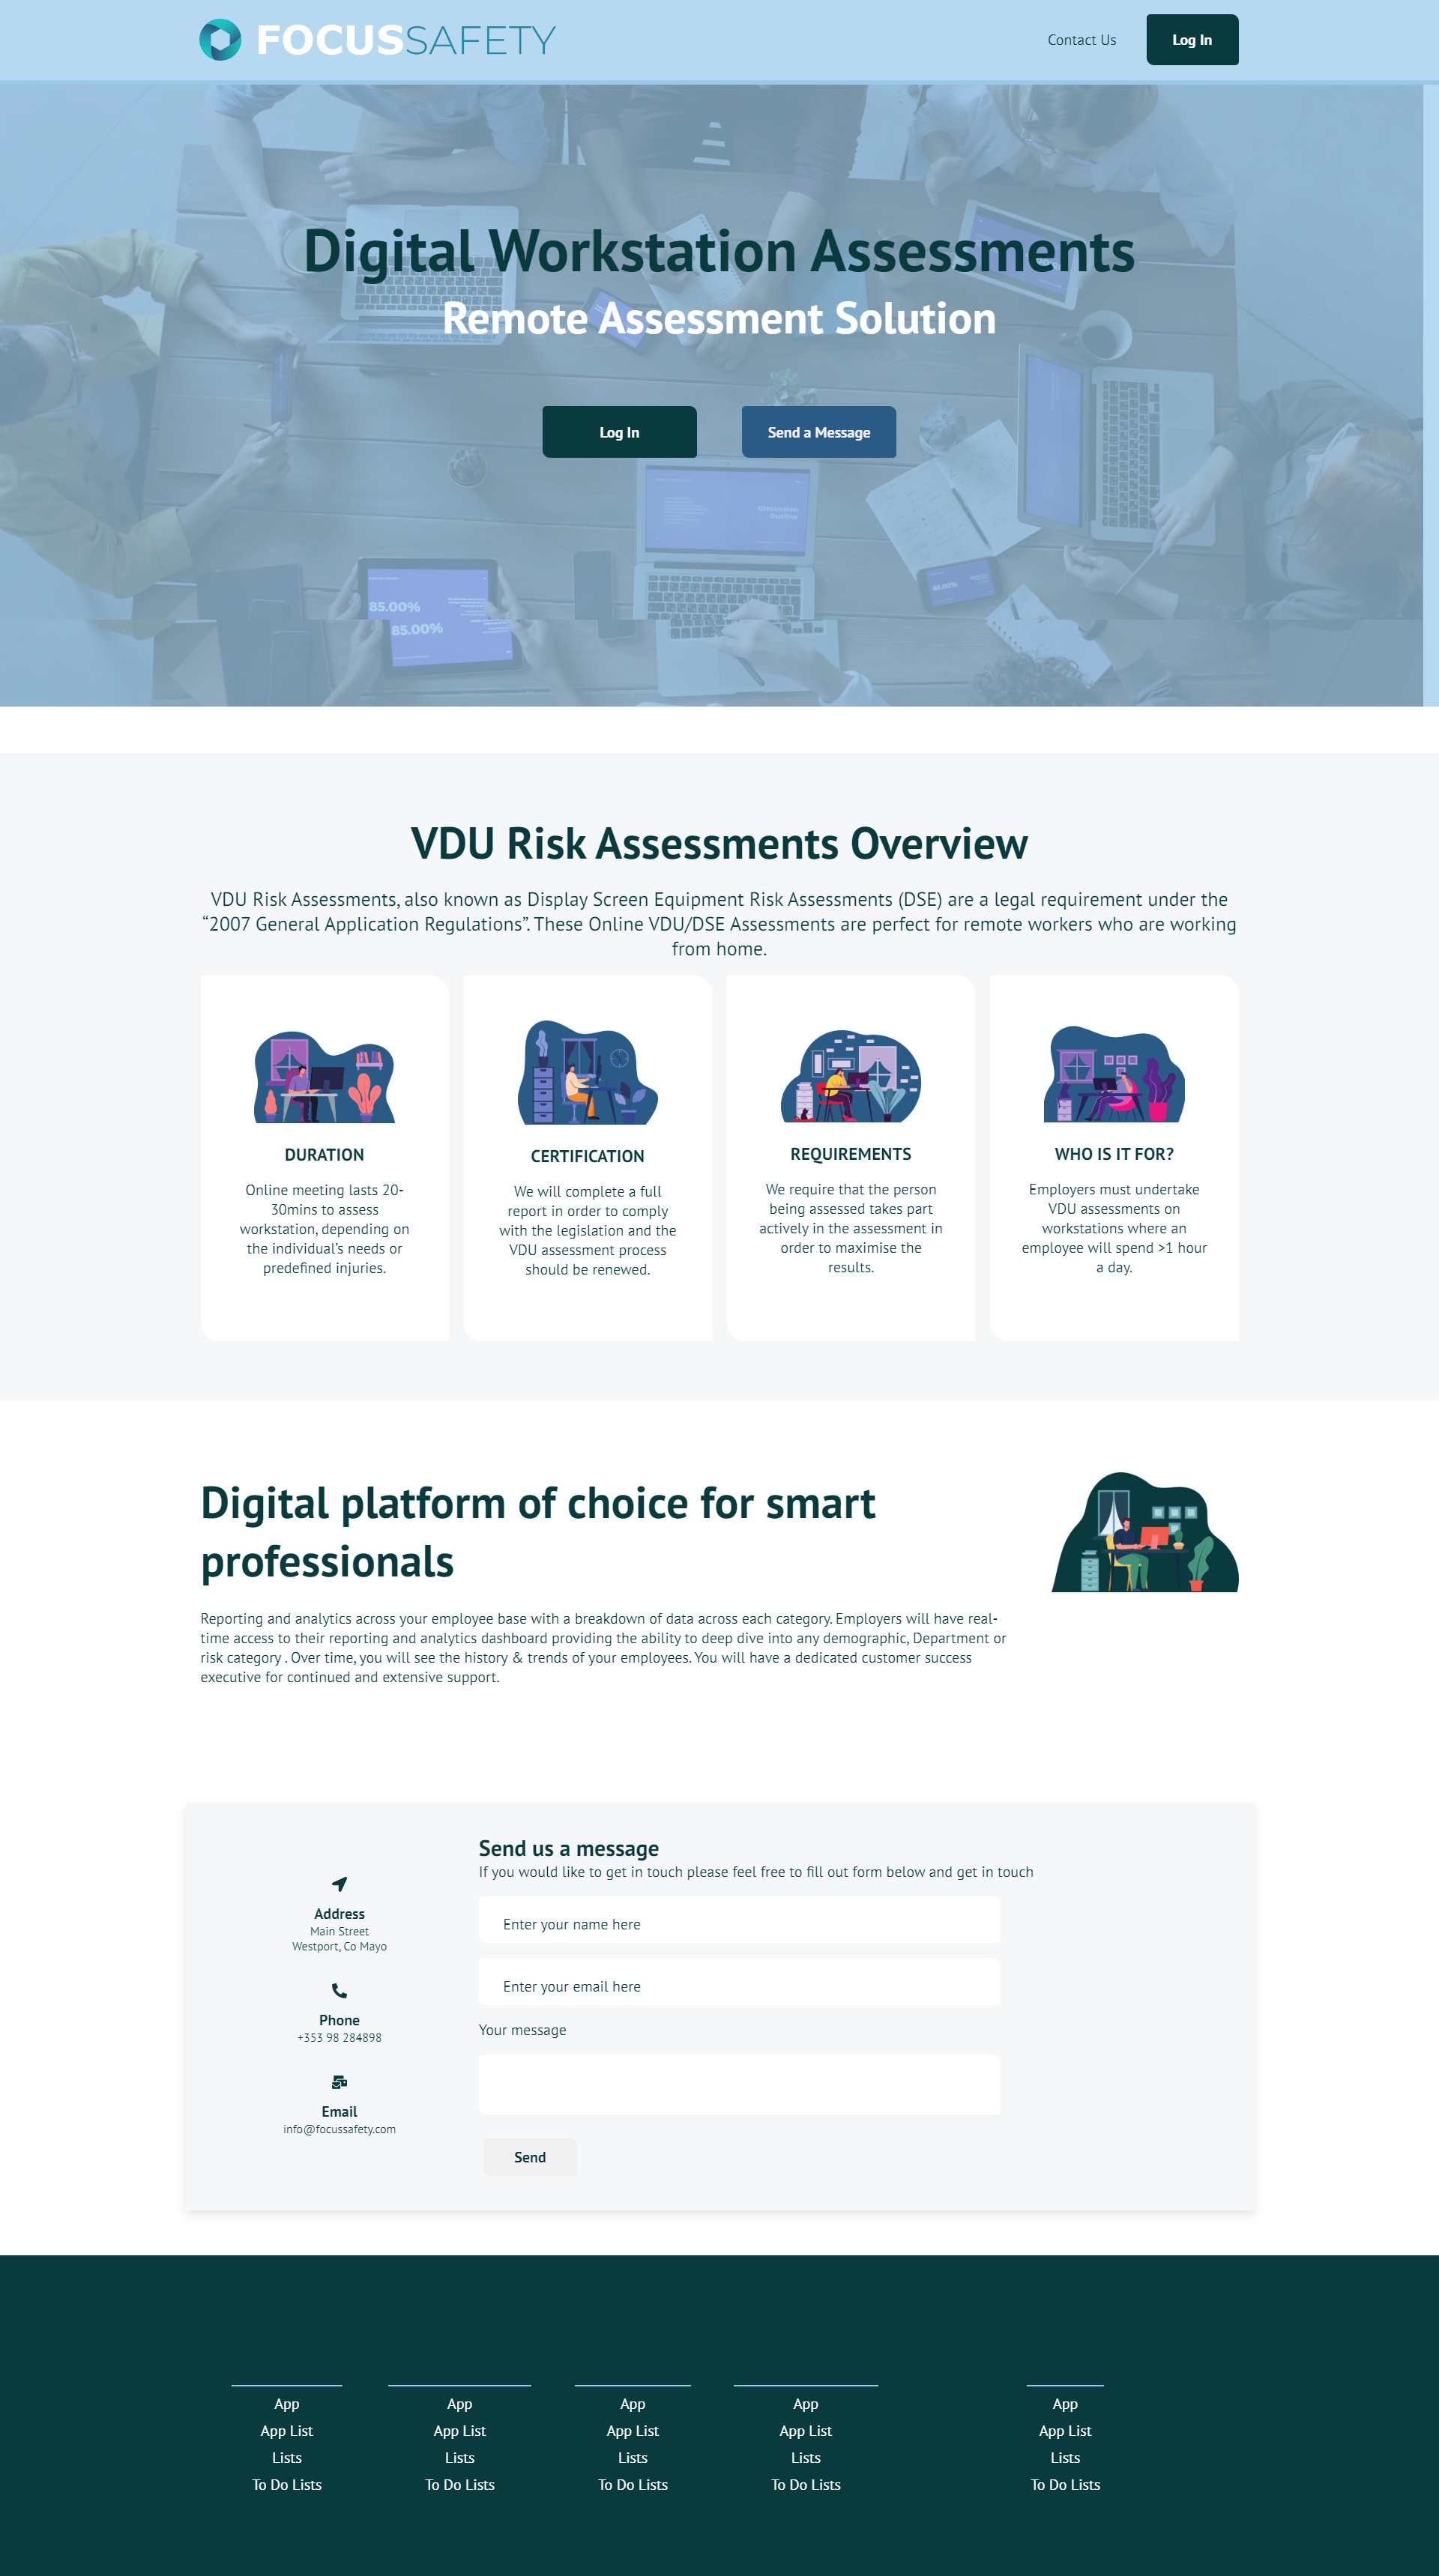 FOCUSSAFETY
Contact Us
Log In
Digital Workstation Assessments
Remote Assessment Solution
Log In
Send a Message
Discussion
Outline
85.00%
85.00%
85.00%
VDU Risk Assessments Overview
VDU Risk Assessments, also known as Display Screen Equipment Risk Assessments (DSE) are a legal requirement under the
“2007 General Application Regulations”. These Online VDU/DSE Assessments are perfect for remote workers who are working
from home.
DURATION
Online meeting lasts 20-
30mins to assess
workstation, depending on
the individual’s needs or
predefined injuries.
CERTIFICATION
We will complete a full
report in order to comply
with the legislation and the
VDU assessment process
should be renewed.
REQUIREMENTS
We require that the person
being assessed takes part
actively in the assessment in
order to maximise the
results.
WHO IS IT FOR?
Employers must undertake
VDU assessments on
workstations where an
employee will spend >1 hour
a day.
Digital platform of choice for smart
professionals
Reporting and analytics across your employee base with a breakdown of data across each category. Employers will have real-
time access to their reporting and analytics dashboard providing the ability to deep dive into any demographic, Department or
risk category . Over time, you will see the history & trends of your employees. You will have a dedicated customer success
executive for continued and extensive support.
Address
Main Street
Westport, Co Mayo
Phone
+353 98 284898
Email
info@focussafety.com
Send us a message
If you would like to get in touch please feel free to fill out form below and get in touch
Enter your name here
Enter your email here
Your message
Send
App
App List
Lists
To Do Lists
App
App List
Lists
To Do Lists
App
App List
Lists
To Do Lists
App
App List
Lists
To Do Lists
App
App List
Lists
To Do Lists